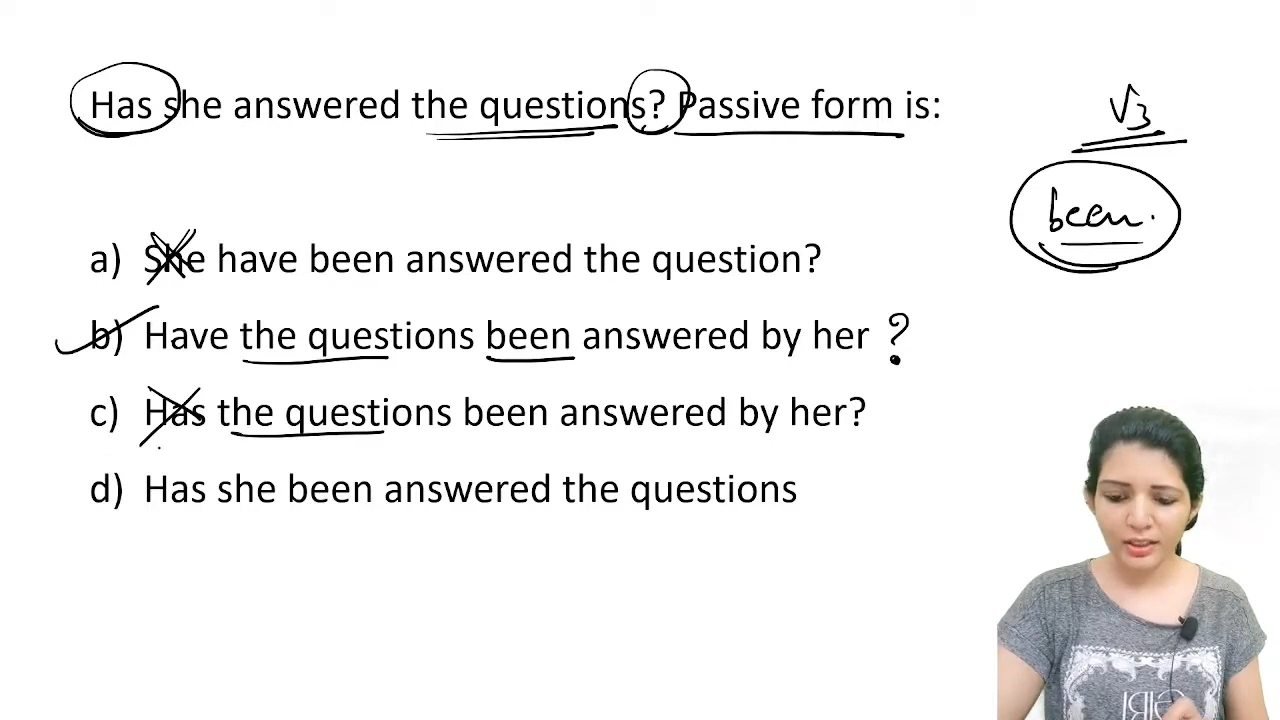 Has she answered the questions? Passive form is:
V3
been.
a) She have been answered the question?
b) Have the questions been answered by her ?
c) Has the questions been answered by her?
d) Has she been answered the questions